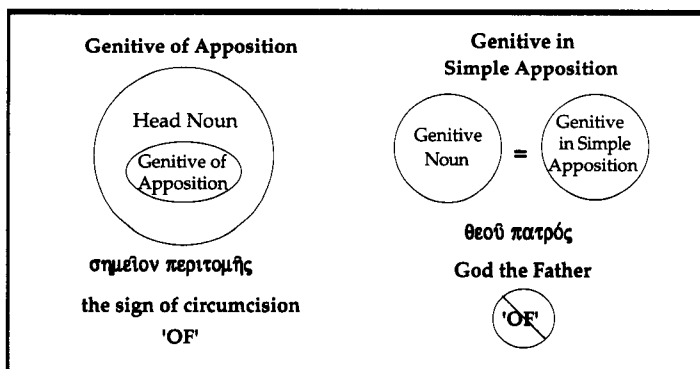 Genitive of Apposition
Head Noun
Genitive of
Apposition
σημεῖον περιτομῆς
the sign of circumcision
'OF'
Genitive in
Simple Apposition
Genitive
Noun
=
Genitive
in Simple
Apposition
θεοῦ πατρός
God the Father
'OF'